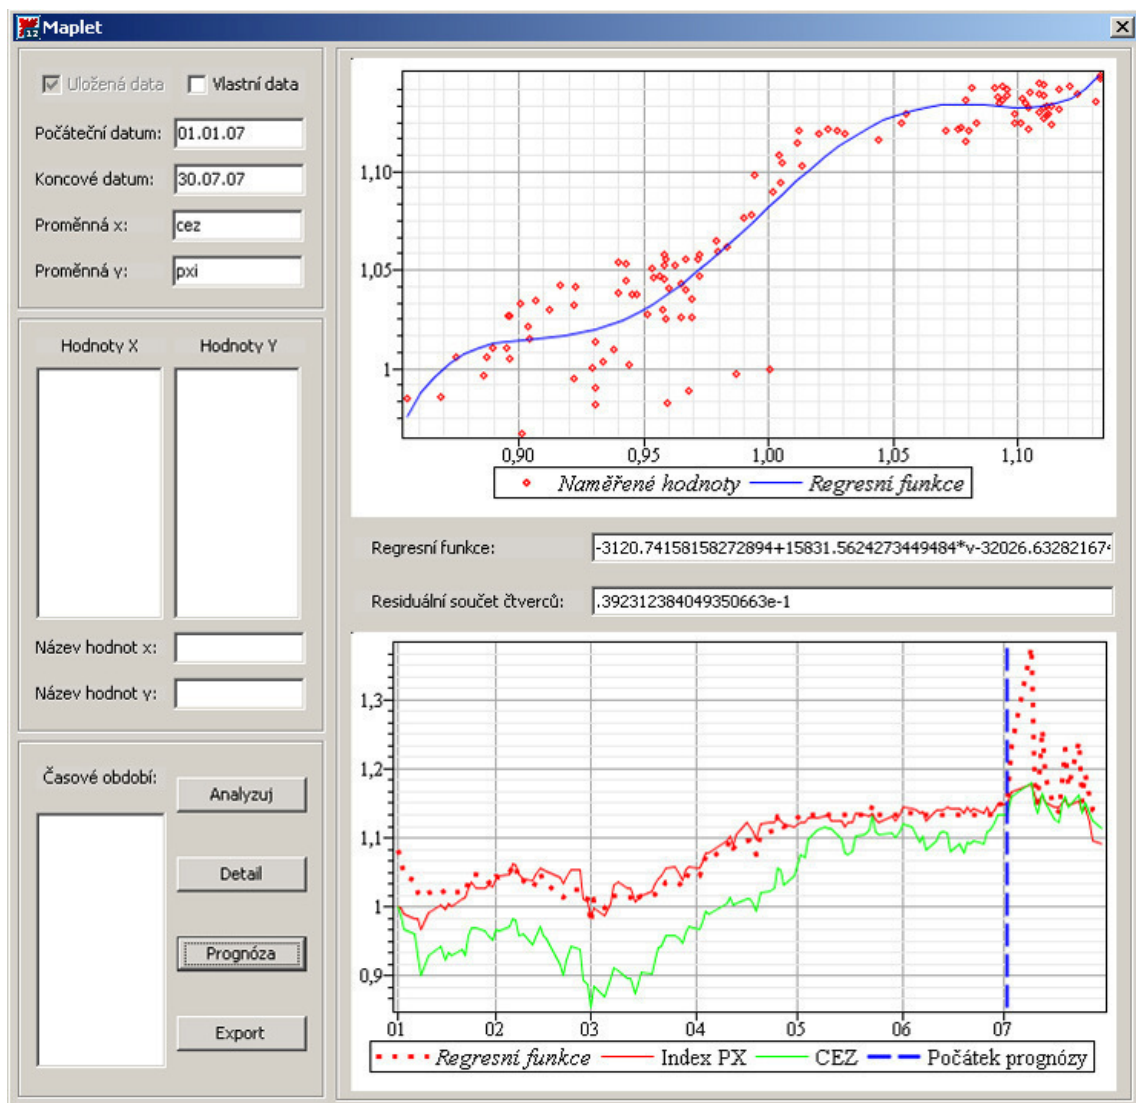 Maplet
Uložená data Vlastní data
Počáteční datum: 01.01.07
Koncové datum: 30.07.07
Proměnná x: cez
Proměnná y: pxi
Hodnoty X Hodnoty Y
Název hodnot x:
Název hodnot y:
Časové období:
Analyzuj
Detail
Prognóza
Export
1,10
1,05
1
0,90 0,95 1,00 1,05 1,10
Naměřené hodnoty Regresní funkce
Regresní funkce: -3120.74158158272894+15831.5624273449484*v-32026.632821674
Residuální součet čtverců: .392312384049350663e-1
1,3
1,2
1,1
1
0,9
01 02 03 04 05 06 07
Regresní funkce Index PX CEZ Počátek prognózy